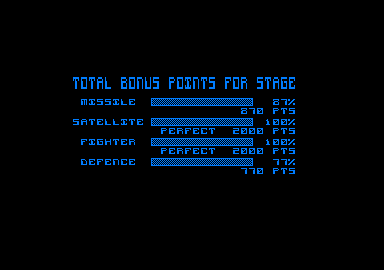 TOTAL BONUS POINTS FOR STAGE
MISSILE 87%
870 PTS
SATELLITE 100%
PERFECT 2000 PTS
FIGHTER 100%
PERFECT 2000 PTS
DEFENCE 77%
770 PTS